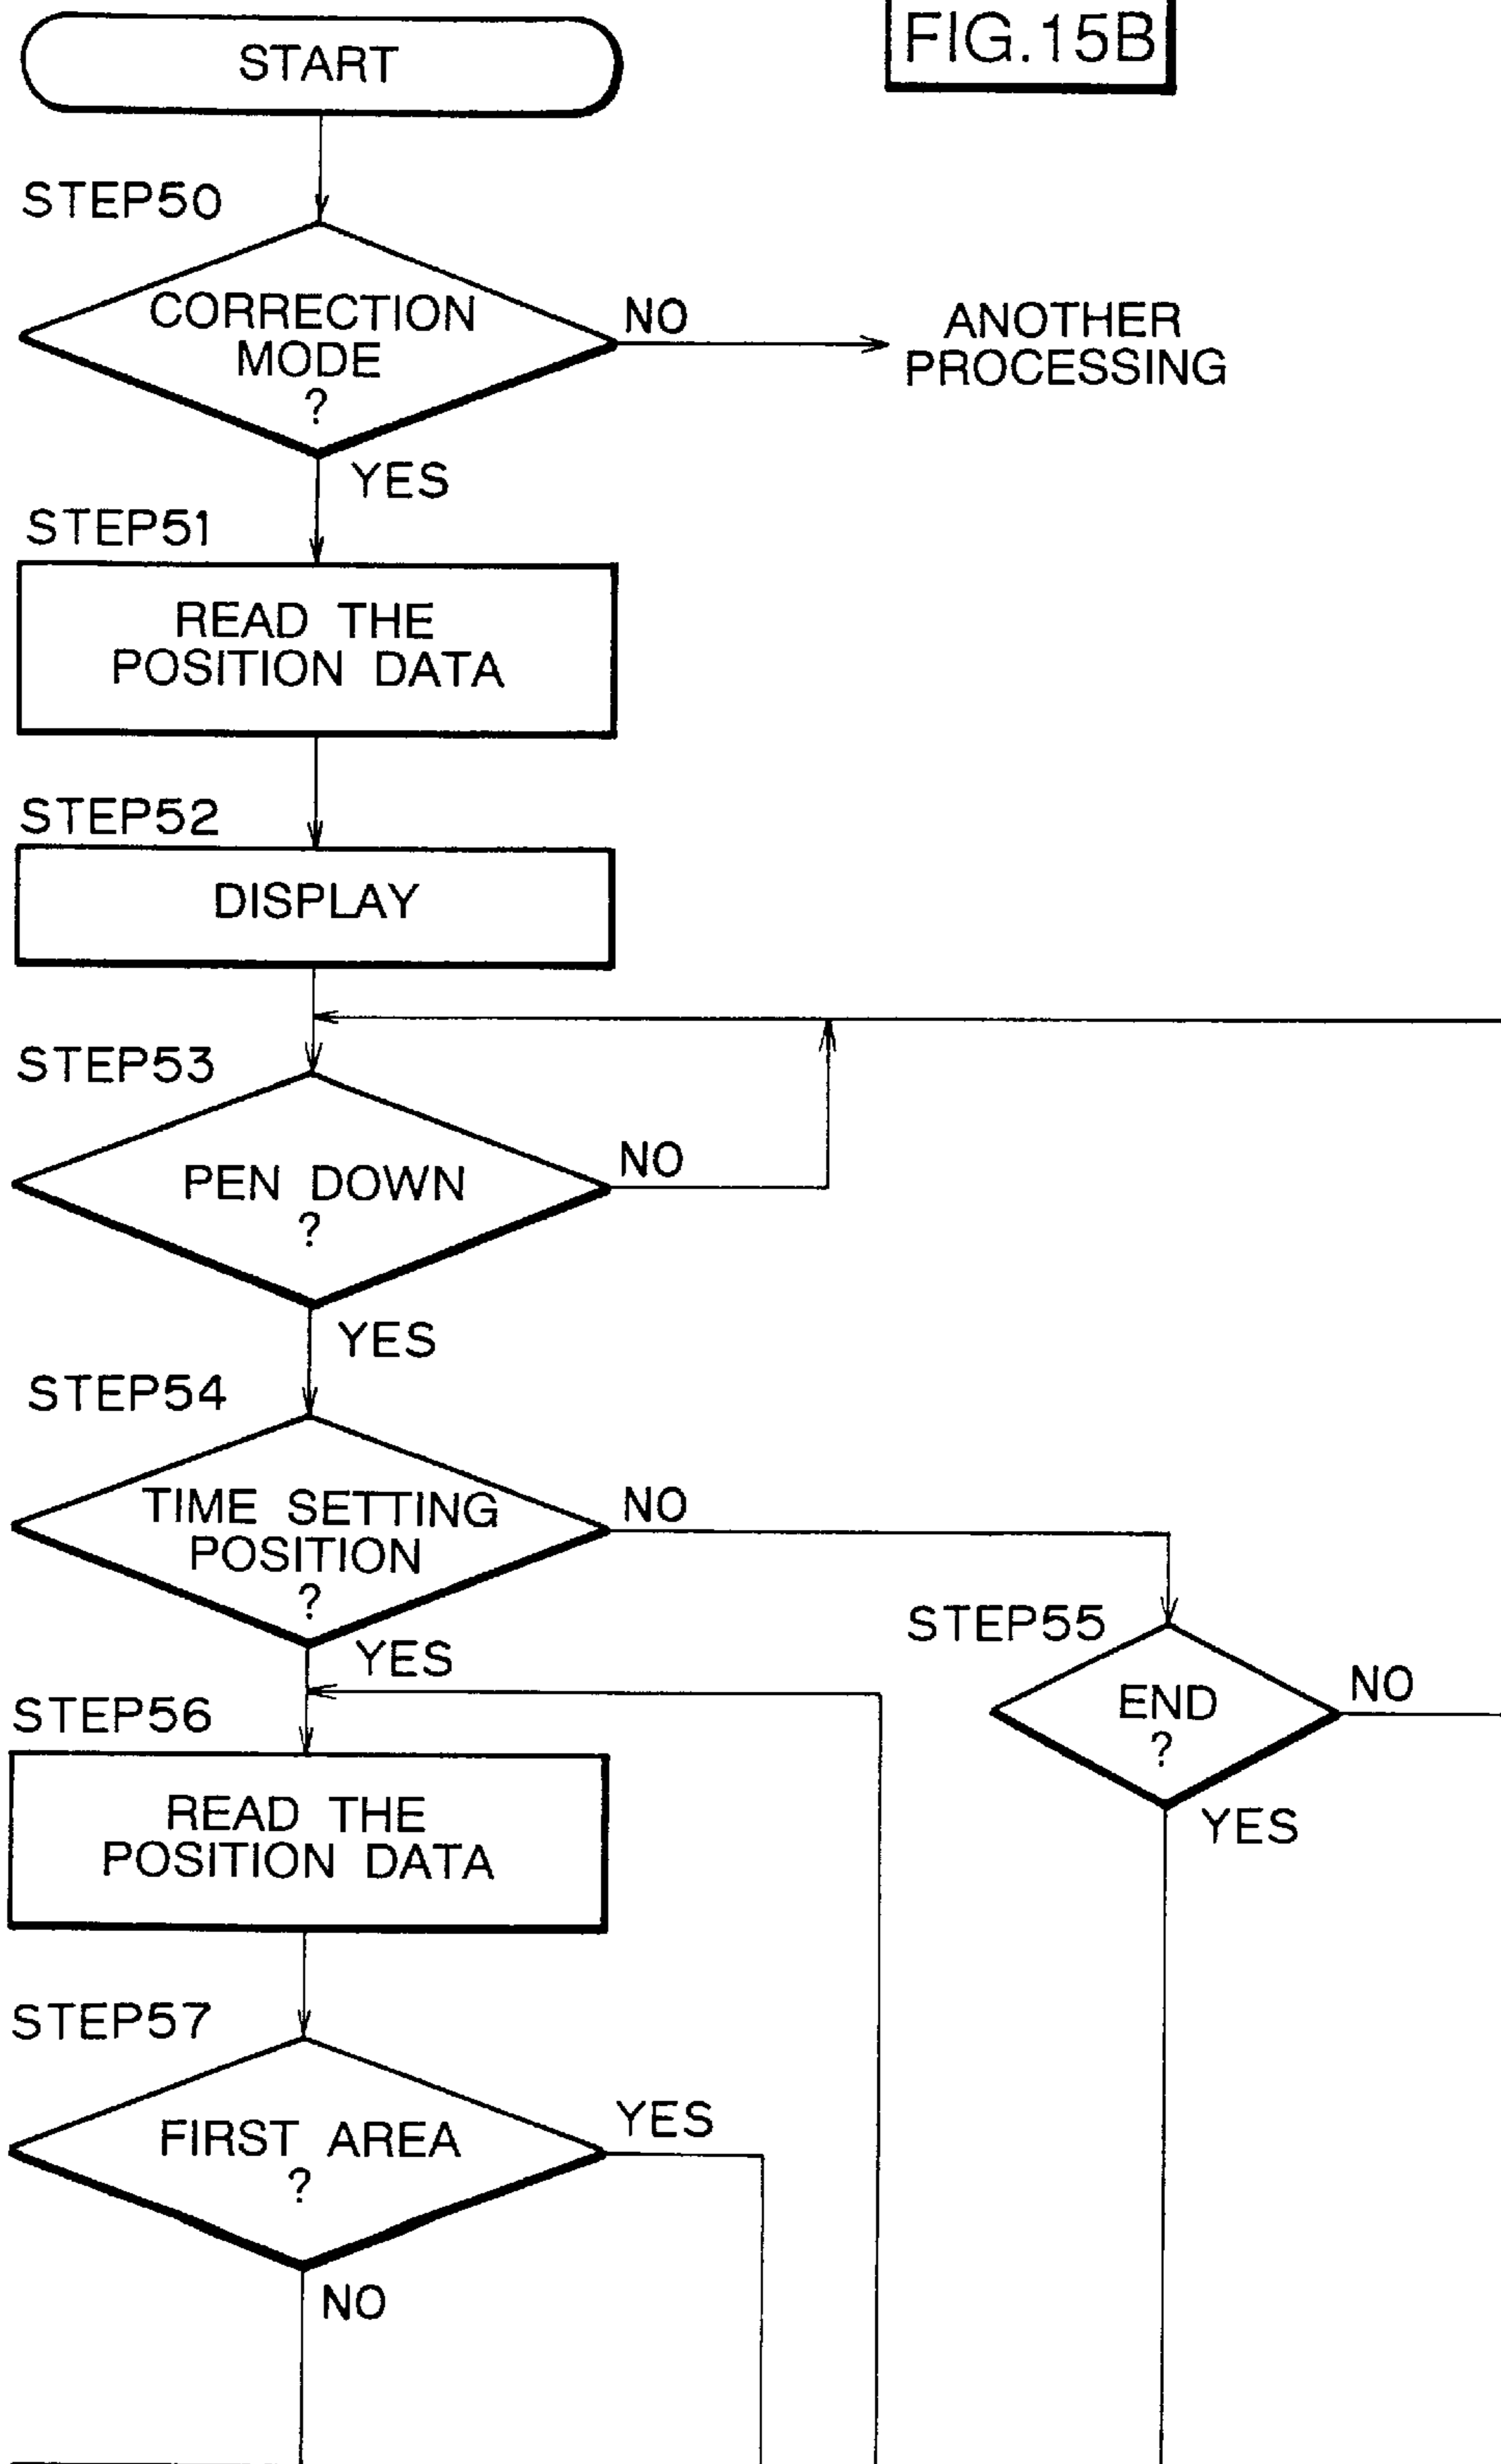 FIG.15B
START
STEP50
CORRECTION
MODE
?
NO
ANOTHER
PROCESSING
YES
STEP51
READ THE
POSITION DATA
STEP52
DISPLAY
STEP53
PEN DOWN
?
NO
YES
STEP54
TIME SETTING
POSITION
?
NO
YES
STEP55
END
?
NO
YES
STEP56
READ THE
POSITION DATA
STEP57
FIRST AREA
?
YES
NO